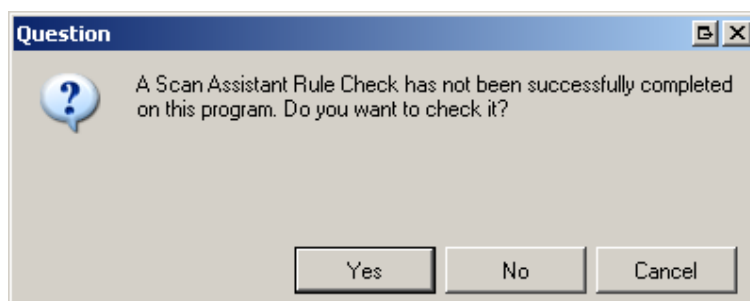 Question
A Scan Assistant Rule Check has not been successfully completed
on this program. Do you want to check it?
Yes No Cancel